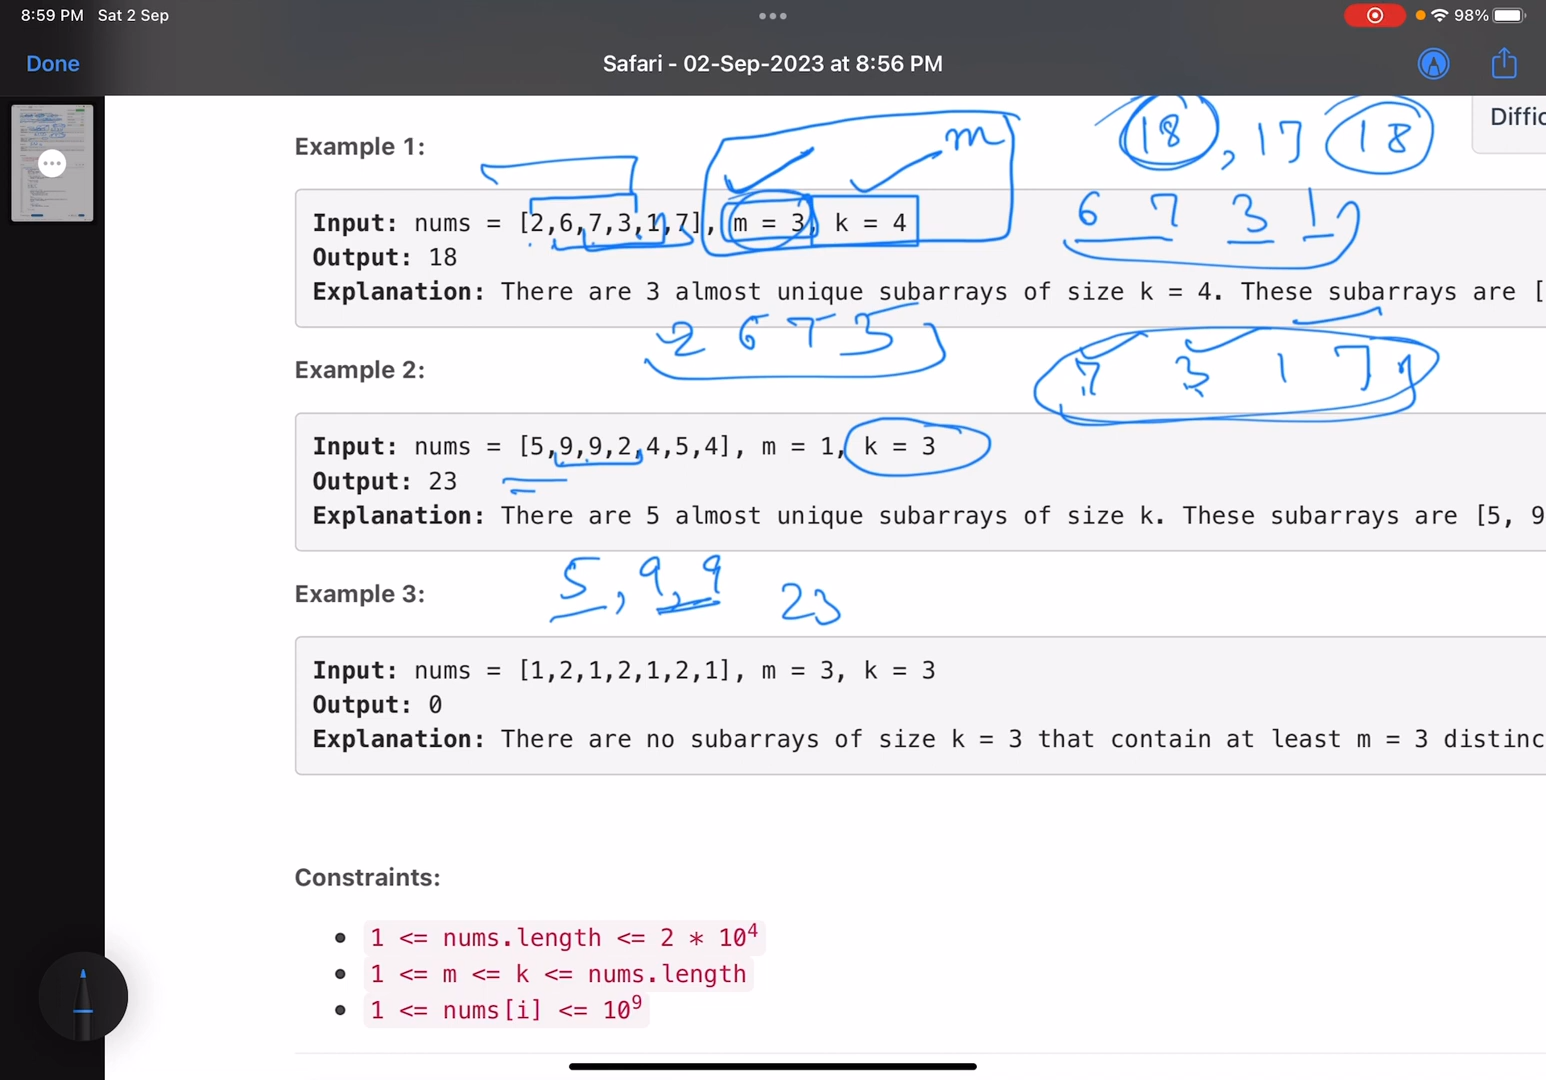 8:59 PM Sat 2 Sep
98%
Done
Safari - 02-Sep-2023 at 8:56 PM
Example 1:
m
18, 17 18
Diffic
6 7 3 1
Input: nums = [2,6,7,3,1,7], m = 3, k = 4
Output: 18
Explanation: There are 3 almost unique subarrays of size k = 4. These subarrays are [
2 6 7 3
7 3 1 7
Example 2:
Input: nums = [5,9,9,2,4,5,4], m = 1, k = 3
Output: 23
Explanation: There are 5 almost unique subarrays of size k. These subarrays are [5, 9
5, 9, 9 23
Example 3:
Input: nums = [1,2,1,2,1,2,1], m = 3, k = 3
Output: 0
Explanation: There are no subarrays of size k = 3 that contain at least m = 3 distinc
Constraints:
1 <= nums.length <= 2 * 10⁴
1 <= m <= k <= nums.length
1 <= nums[i] <= 10⁹